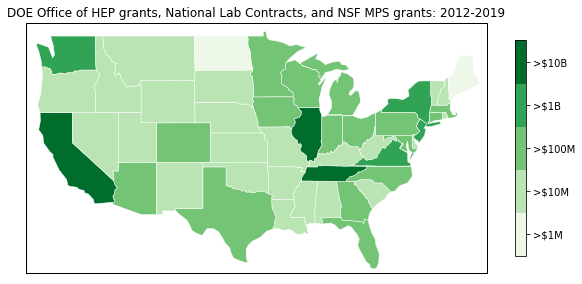 DOE Office of HEP grants, National Lab Contracts, and NSF MPS grants: 2012-2019
>$10B
>$1B
>$100M
>$10M
>$1M